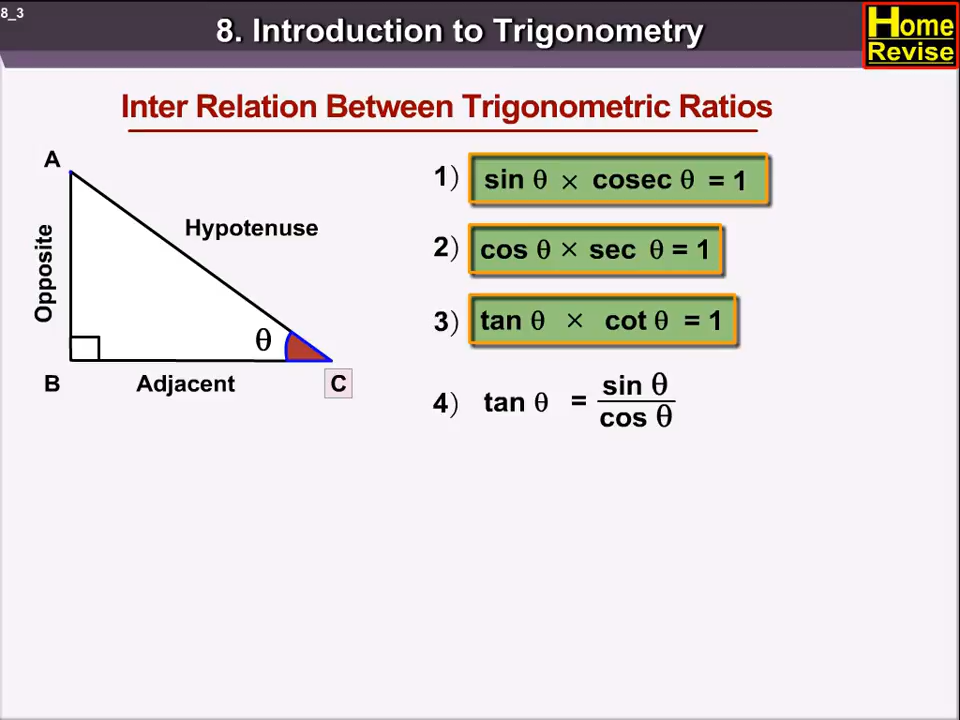 8_3
8. Introduction to Trigonometry
Home
Revise
Inter Relation Between Trigonometric Ratios
A
Opposite
Hypotenuse
θ
B
Adjacent
C
1) sin θ × cosec θ = 1
2) cos θ × sec θ = 1
3) tan θ × cot θ = 1
4) tan θ = sin θ
cos θ